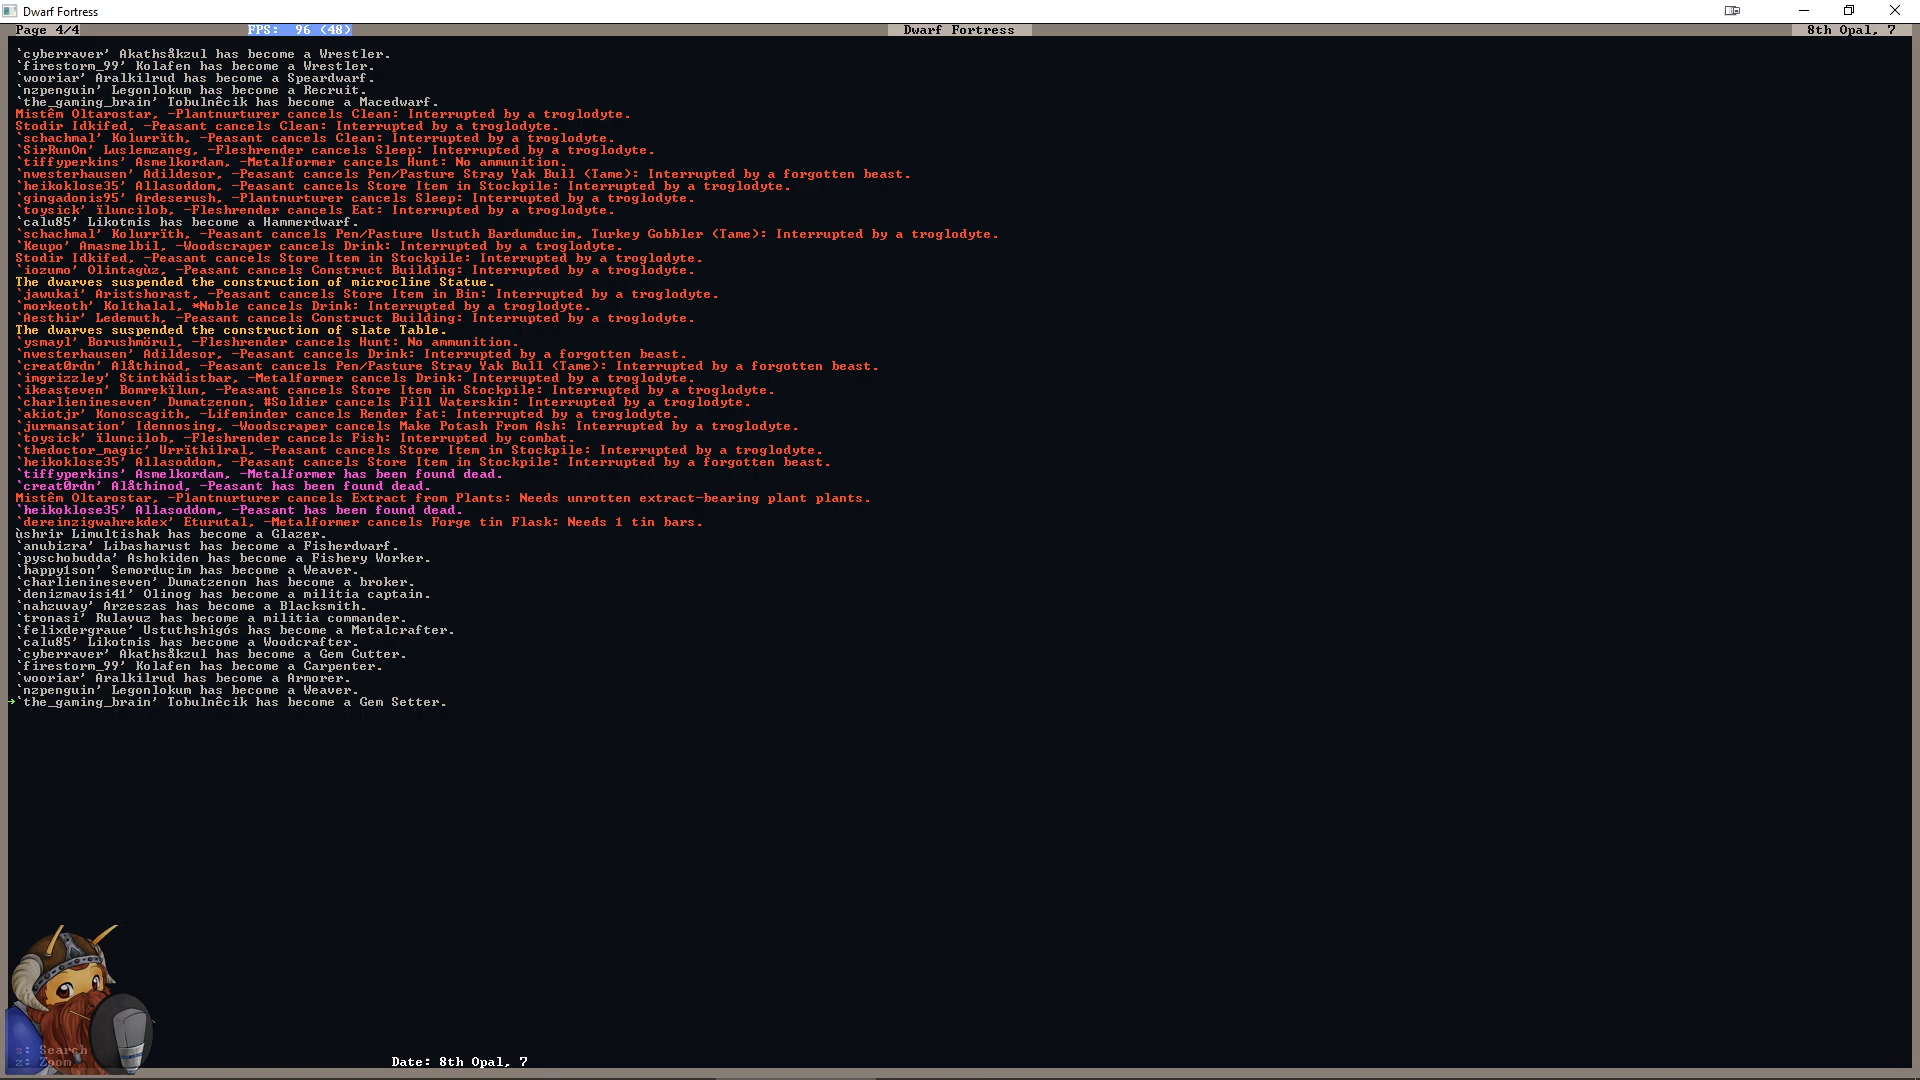 Dwarf Fortress
Page 4/4 FPS: 96 (48) Dwarf Fortress 8th Opal, 7
`cyberraver' Akathsåkzul has become a Wrestler.
`firestorm_99' Kolafen has become a Wrestler.
`wooriar' Aralkilrud has become a Speardwarf.
`nzpenguin' Legonlokum has become a Recruit.
`the_gaming_brain' Tobulnêcik has become a Macedwarf.
Mistêm Oltarostar, -Plantnurturer cancels Clean: Interrupted by a troglodyte.
Stodir Idkifed, -Peasant cancels Clean: Interrupted by a troglodyte.
`schachmal' Kolurrïth, -Peasant cancels Clean: Interrupted by a troglodyte.
`SirRunOn' Luslemzaneg, -Fleshrender cancels Sleep: Interrupted by a troglodyte.
`tiffyperkins' Asmelkordam, -Metalformer cancels Hunt: No ammunition.
`nwesterhausen' Adildesor, -Peasant cancels Pen/Pasture Stray Yak Bull (Tame): Interrupted by a forgotten beast.
`heikoklose35' Allasoddom, -Peasant cancels Store Item in Stockpile: Interrupted by a troglodyte.
`gingadonis95' Ardeserush, -Plantnurturer cancels Sleep: Interrupted by a troglodyte.
`toysick' ïluncilob, -Fleshrender cancels Eat: Interrupted by a troglodyte.
`calu85' Likotmis has become a Hammerdwarf.
`schachmal' Kolurrïth, -Peasant cancels Pen/Pasture Ustuth Bardumducim, Turkey Gobbler (Tame): Interrupted by a troglodyte.
`Keupo' Amasmelbil, -Woodscraper cancels Drink: Interrupted by a troglodyte.
Stodir Idkifed, -Peasant cancels Store Item in Stockpile: Interrupted by a troglodyte.
`iozumo' Olintagùz, -Peasant cancels Construct Building: Interrupted by a troglodyte.
The dwarves suspended the construction of microcline Statue.
`jawukai' Aristshorast, -Peasant cancels Store Item in Bin: Interrupted by a troglodyte.
`morkeoth' Kolthalal, *Noble cancels Drink: Interrupted by a troglodyte.
`Aesthir' Ledemuth, -Peasant cancels Construct Building: Interrupted by a troglodyte.
The dwarves suspended the construction of slate Table.
`ysmayl' Borushmörul, -Fleshrender cancels Hunt: No ammunition.
`nwesterhausen' Adildesor, -Peasant cancels Drink: Interrupted by a forgotten beast.
`creat0rdn' Alåthinod, -Peasant cancels Pen/Pasture Stray Yak Bull (Tame): Interrupted by a forgotten beast.
`imgrizzley' Stinthädistbar, -Metalformer cancels Drink: Interrupted by a troglodyte.
`ikeasteven' Bomrekïlun, -Peasant cancels Store Item in Stockpile: Interrupted by a troglodyte.
`charlienineseven' Dumatzenon, #Soldier cancels Fill Waterskin: Interrupted by a troglodyte.
`akiotjr' Konoscagith, -Lifeminder cancels Render fat: Interrupted by a troglodyte.
`jurmansation' Idennosing, -Woodscraper cancels Make Potash From Ash: Interrupted by a troglodyte.
`toysick' ïluncilob, -Fleshrender cancels Fish: Interrupted by combat.
`thedoctor_magic' Urrïthilral, -Peasant cancels Store Item in Stockpile: Interrupted by a troglodyte.
`heikoklose35' Allasoddom, -Peasant cancels Store Item in Stockpile: Interrupted by a forgotten beast.
`tiffyperkins' Asmelkordam, -Metalformer has been found dead.
`creat0rdn' Alåthinod, -Peasant has been found dead.
Mistêm Oltarostar, -Plantnurturer cancels Extract from Plants: Needs unrotten extract-bearing plant plants.
`heikoklose35' Allasoddom, -Peasant has been found dead.
`dereinzigwahrekdex' Eturutal, -Metalformer cancels Forge tin Flask: Needs 1 tin bars.
ùshrir Limultishak has become a Glazer.
`anubizra' Libasharust has become a Fisherdwarf.
`pyschobudda' Ashokiden has become a Fishery Worker.
`happy1son' Semorducim has become a Weaver.
`charlienineseven' Dumatzenon has become a broker.
`denizmavisi41' Olinog has become a militia captain.
`nahzuvay' Arzeszas has become a Blacksmith.
`tronasi' Rulavuz has become a militia commander.
`felixdergraue' Ustuthshigós has become a Metalcrafter.
`calu85' Likotmis has become a Woodcrafter.
`cyberraver' Akathsåkzul has become a Gem Cutter.
`firestorm_99' Kolafen has become a Carpenter.
`wooriar' Aralkilrud has become a Armorer.
`nzpenguin' Legonlokum has become a Weaver.
→`the_gaming_brain' Tobulnêcik has become a Gem Setter.
s: Search
z: Zoom Date: 8th Opal, 7